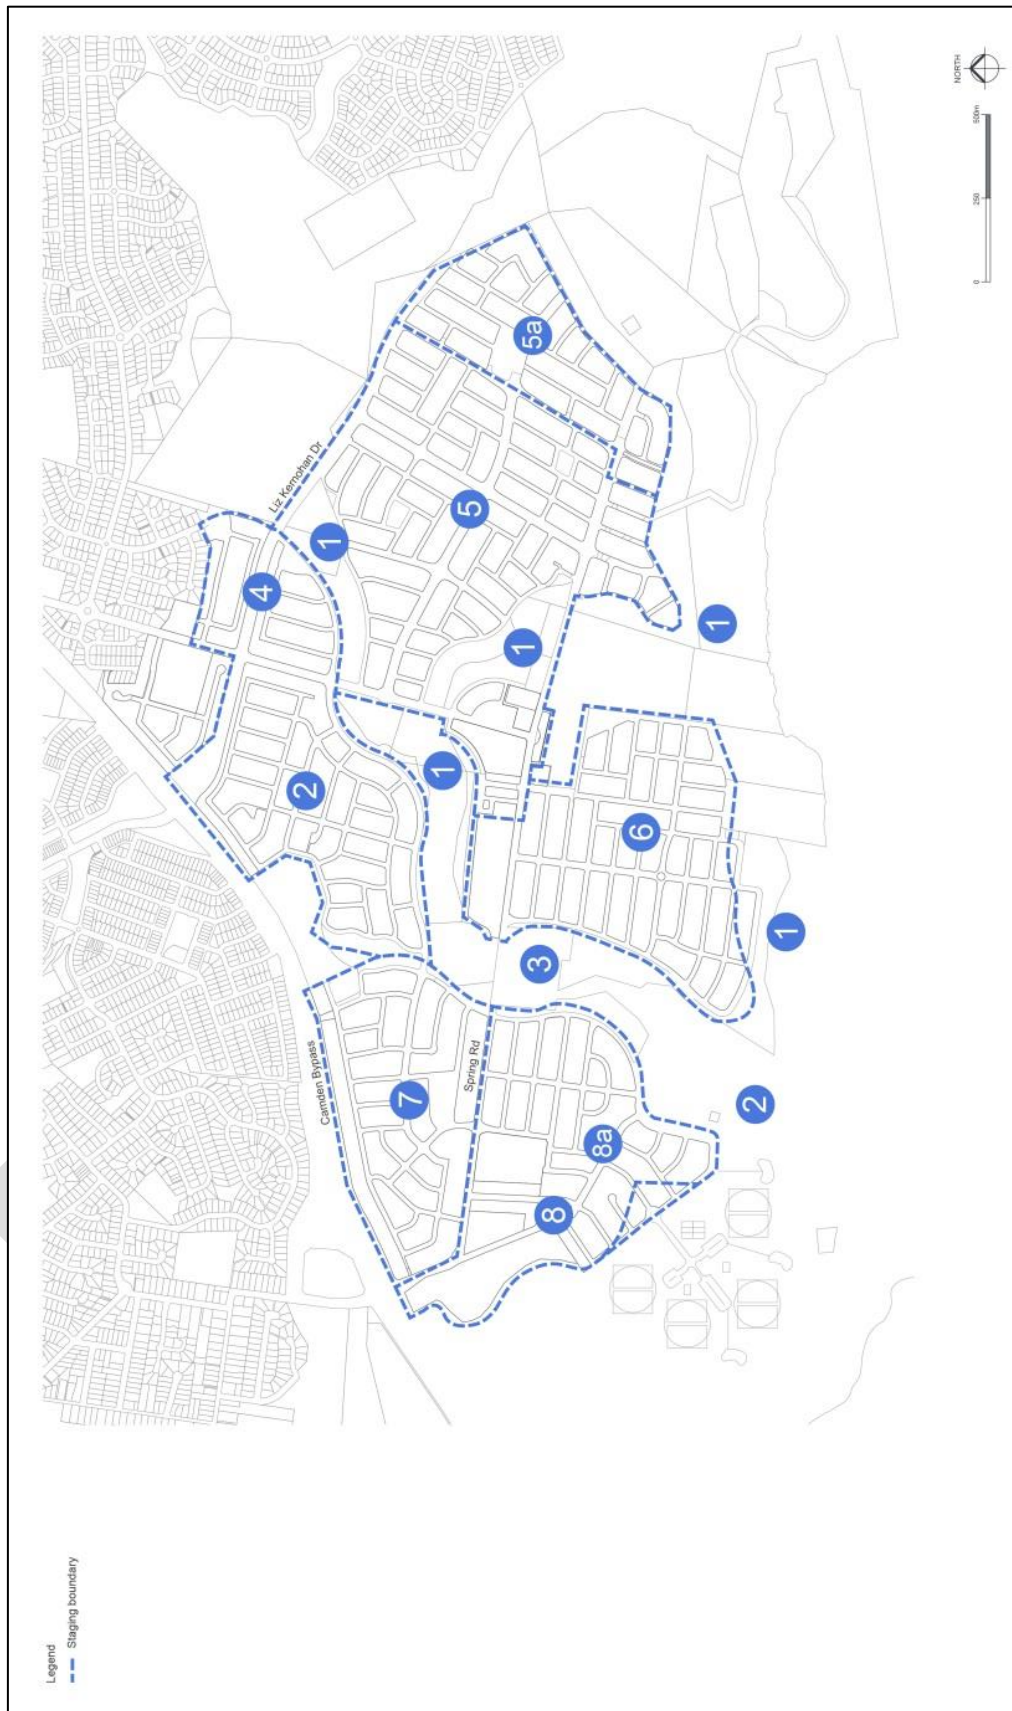 Legend
Staging boundary
Camden Bypass
Spring Rd
Liz Kernohan Dr
7
8
8a
2
3
1
6
2
1
4
1
1
1
5
5a
0
250
500m
NORTH